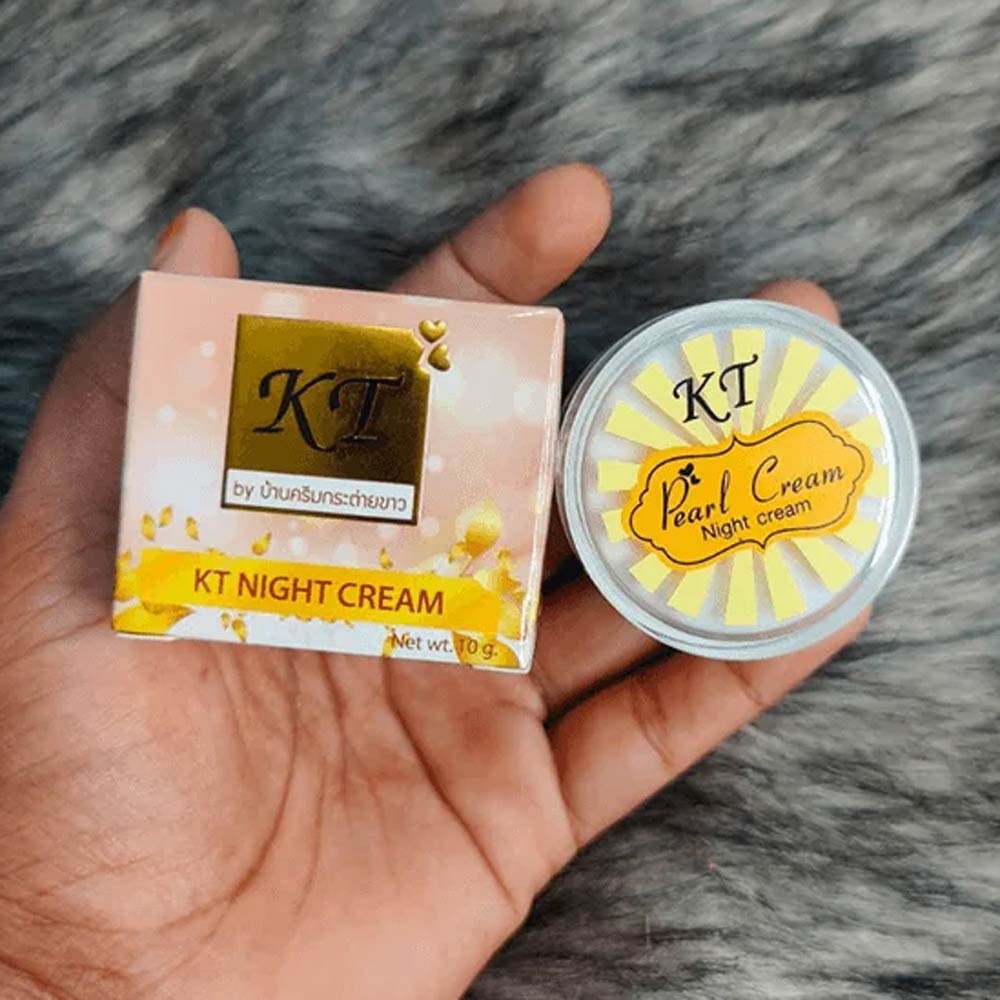 KT
by บ้านครีมกระต่ายขาว
KT NIGHT CREAM
Net wt. 10 g.
KT
Pearl Cream
Night cream